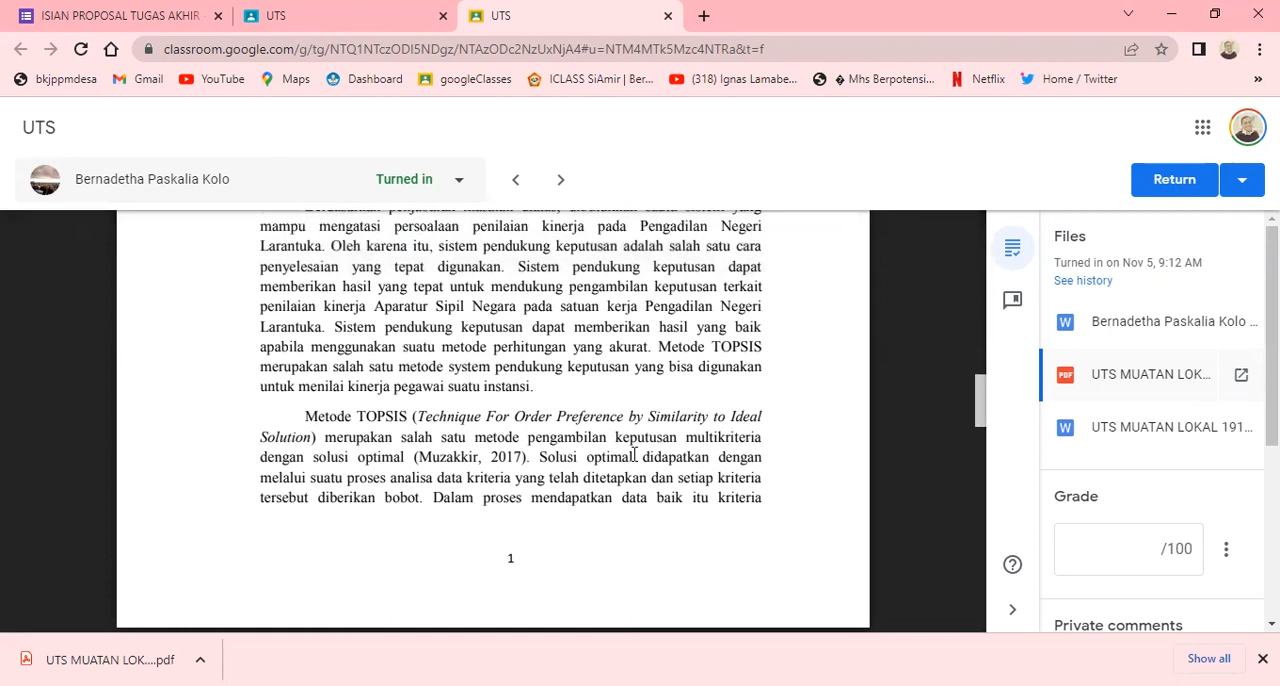 ISIAN PROPOSAL TUGAS AKHIR
UTS
UTS
classroom.google.com/g/tg/NTQ1NTczODI5NDgz/NTAzODc2NzUxNjA4#u=NTM4MTk5Mzc4NTRa&t=f
bkjppmdesa
Gmail
YouTube
Maps
Dashboard
googleClasses
ICLASS SiAmir | Ber...
(318) Ignas Lamabe...
Mhs Berpotensi...
Netflix
Home / Twitter
»
UTS
Bernadetha Paskalia Kolo
Turned in
Return
mampu mengatasi persoalaan penilaian kinerja pada Pengadilan Negeri
Larantuka. Oleh karena itu, sistem pendukung keputusan adalah salah satu cara
penyelesaian yang tepat digunakan. Sistem pendukung keputusan dapat
memberikan hasil yang tepat untuk mendukung pengambilan keputusan terkait
penilaian kinerja Aparatur Sipil Negara pada satuan kerja Pengadilan Negeri
Larantuka. Sistem pendukung keputusan dapat memberikan hasil yang baik
apabila menggunakan suatu metode perhitungan yang akurat. Metode TOPSIS
merupakan salah satu metode system pendukung keputusan yang bisa digunakan
untuk menilai kinerja pegawai suatu instansi.
Metode TOPSIS (Technique For Order Preference by Similarity to Ideal
Solution) merupakan salah satu metode pengambilan keputusan multikriteria
dengan solusi optimal (Muzakkir, 2017). Solusi optimal didapatkan dengan
melalui suatu proses analisa data kriteria yang telah ditetapkan dan setiap kriteria
tersebut diberikan bobot. Dalam proses mendapatkan data baik itu kriteria
1
Files
Turned in on Nov 5, 9:12 AM
See history
Bernadetha Paskalia Kolo ...
PDF
UTS MUATAN LOK...
UTS MUATAN LOKAL 191...
Grade
/100
Private comments
UTS MUATAN LOK....pdf
Show all